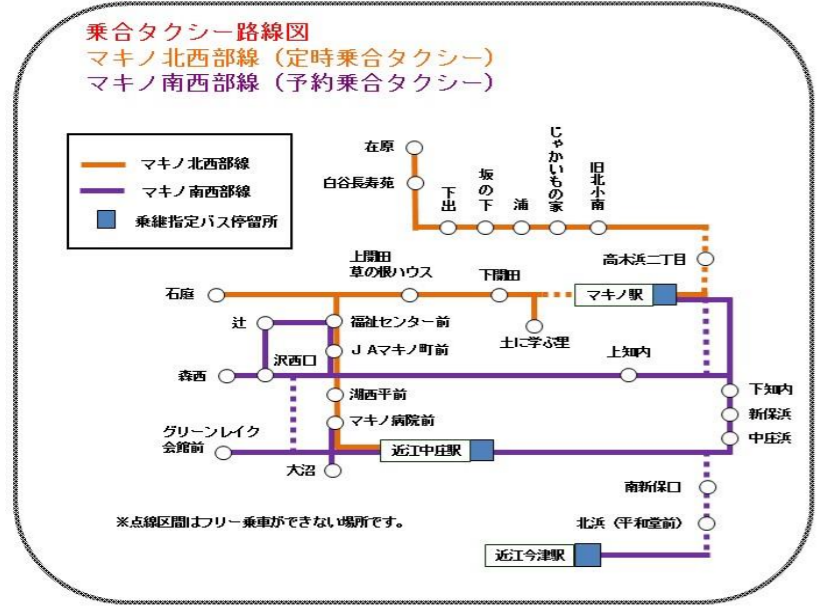 乗合タクシー路線図
マキノ北西部線（定時乗合タクシー）
マキノ南西部線（予約乗合タクシー）
マキノ北西部線
マキノ南西部線
乗継指定バス停留所
在原
白谷長寿苑
下出
坂の下
浦
じゃかいもの家
旧北小南
高木浜二丁目
上開田
草の根ハウス
下開田
マキノ駅
石庭
土に学ぶ里
辻
福祉センター前
沢西口
ＪＡマキノ町前
上知内
森西
湖西平前
下知内
マキノ病院前
新保浜
グリーンレイク
会館前
近江中庄駅
中庄浜
大沼
南新保口
※点線区間はフリー乗車ができない場所です。
北浜（平和堂前）
近江今津駅